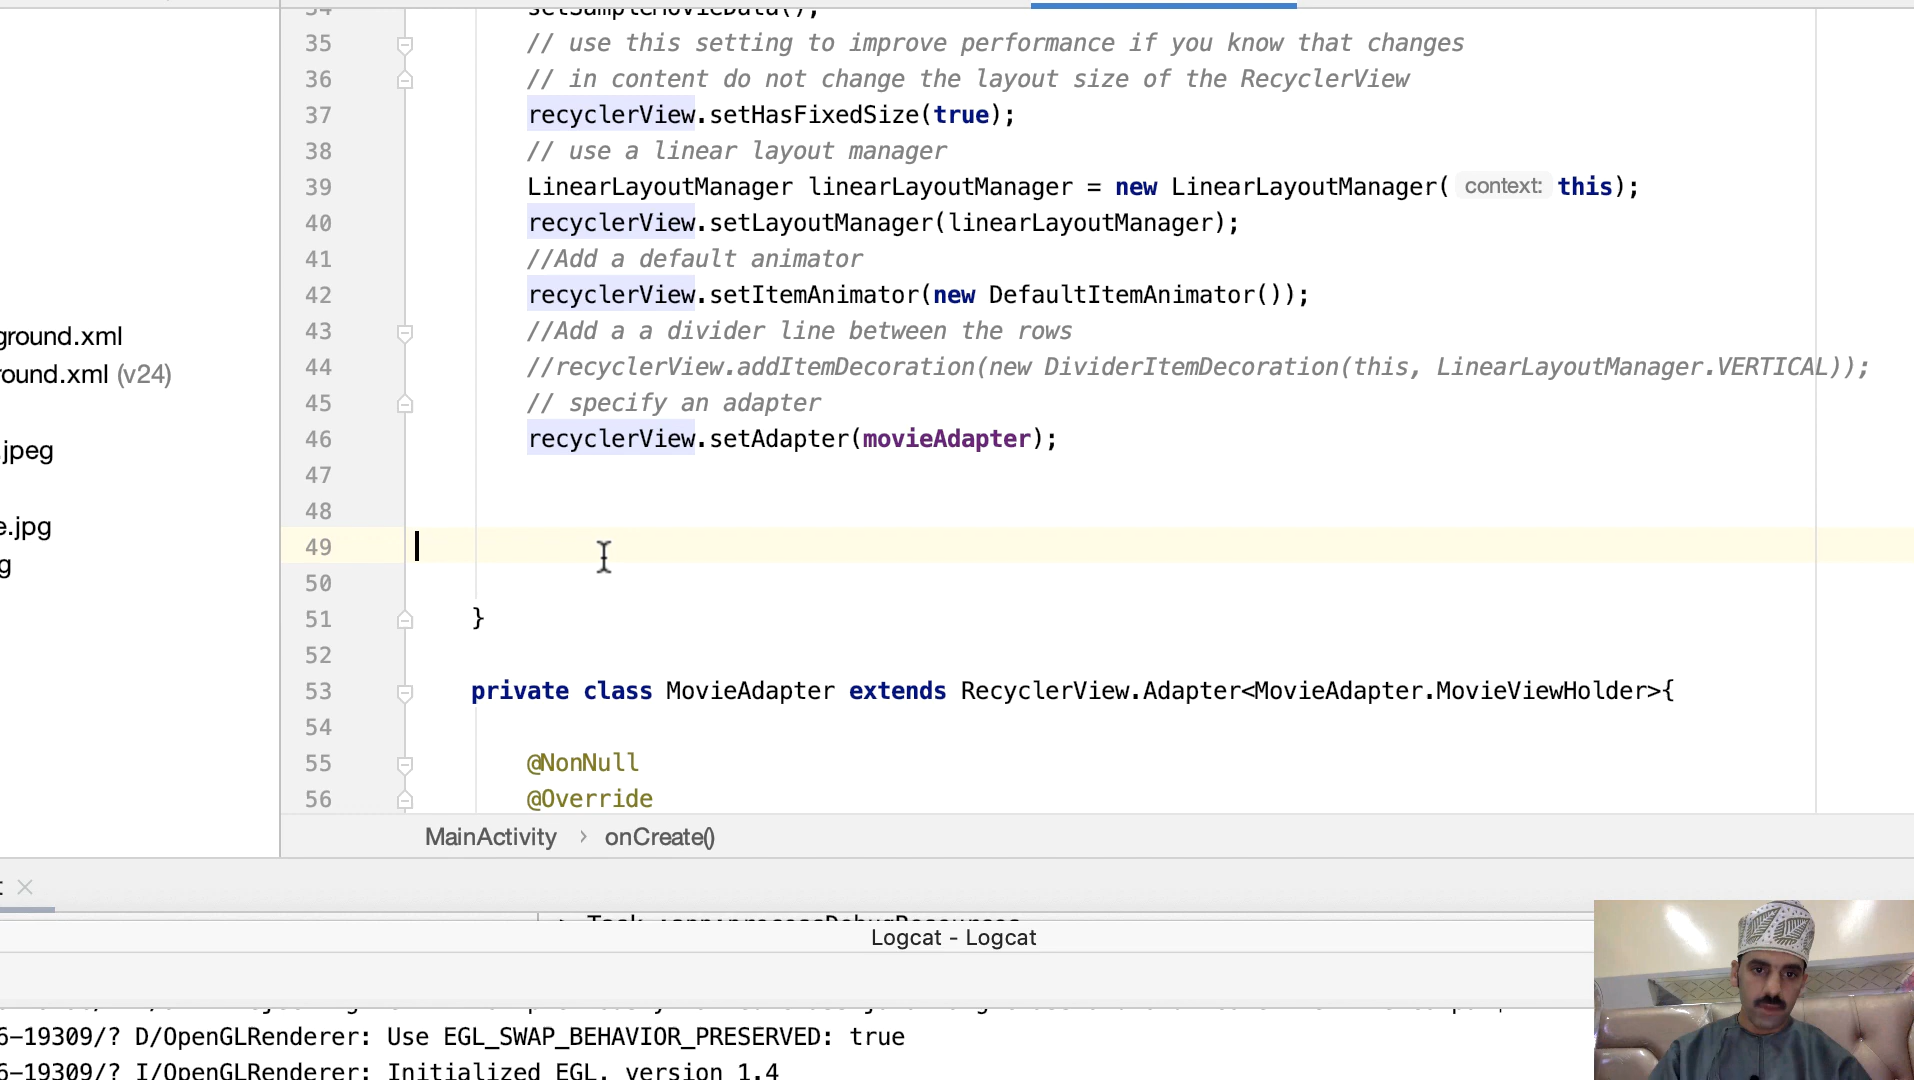 34 setSampleMovieData();
35 // use this setting to improve performance if you know that changes
36 // in content do not change the layout size of the RecyclerView
37 recyclerView.setHasFixedSize(true);
38 // use a linear layout manager
39 LinearLayoutManager linearLayoutManager = new LinearLayoutManager( context: this);
40 recyclerView.setLayoutManager(linearLayoutManager);
41 //Add a default animator
42 recyclerView.setItemAnimator(new DefaultItemAnimator());
43 //Add a a divider line between the rows
44 //recyclerView.addItemDecoration(new DividerItemDecoration(this, LinearLayoutManager.VERTICAL));
45 // specify an adapter
46 recyclerView.setAdapter(movieAdapter);
47
48
49
50
51 }
52
53 private class MovieAdapter extends RecyclerView.Adapter<MovieAdapter.MovieViewHolder>{
54
55 @NonNull
56 @Override
ground.xml
ound.xml (v24)
.jpeg
e.jpg
g
MainActivity › onCreate()
Logcat - Logcat
6-19309/? D/OpenGLRenderer: Use EGL_SWAP_BEHAVIOR_PRESERVED: true
6-19309/? I/OpenGLRenderer: Initialized EGL, version 1.4